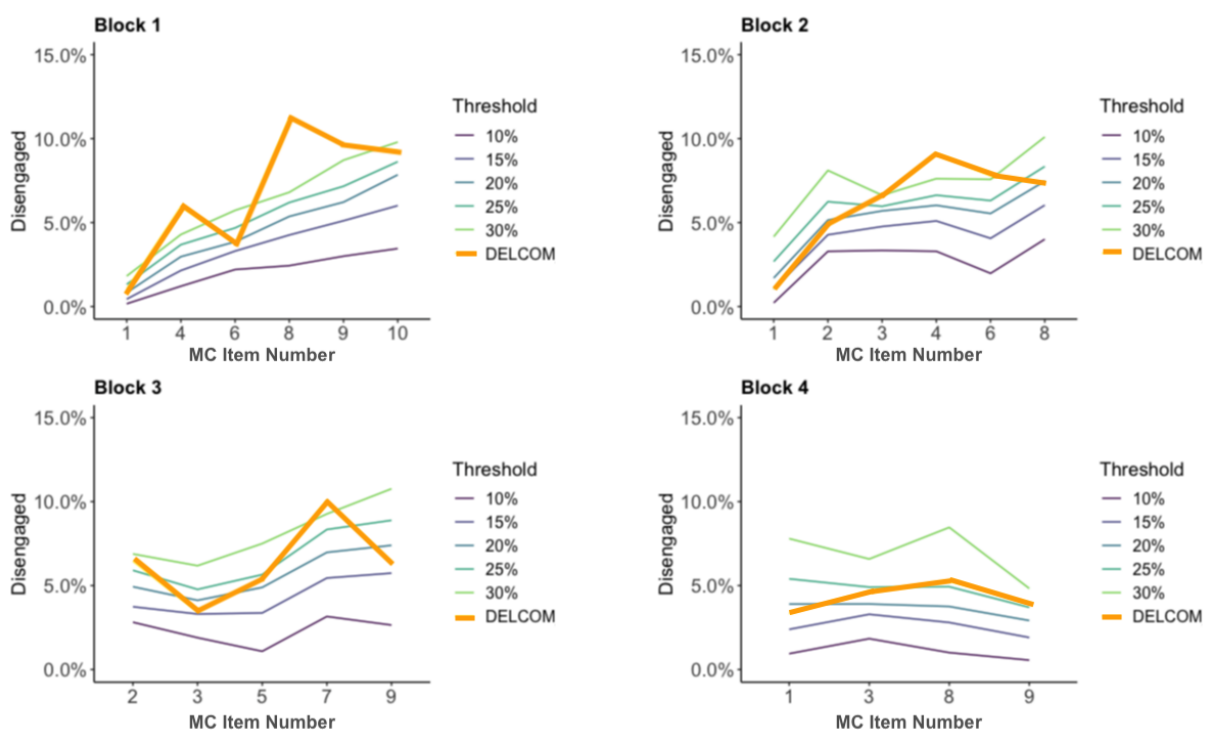 Block 1
15.0%
10.0%
5.0%
0.0%
Disengaged
1 4 6 8 9 10
MC Item Number
Threshold
10%
15%
20%
25%
30%
DELCOM
Block 2
15.0%
10.0%
5.0%
0.0%
Disengaged
1 2 3 4 6 8
MC Item Number
Threshold
10%
15%
20%
25%
30%
DELCOM
Block 3
15.0%
10.0%
5.0%
0.0%
Disengaged
2 3 5 7 9
MC Item Number
Threshold
10%
15%
20%
25%
30%
DELCOM
Block 4
15.0%
10.0%
5.0%
0.0%
Disengaged
1 3 8 9
MC Item Number
Threshold
10%
15%
20%
25%
30%
DELCOM